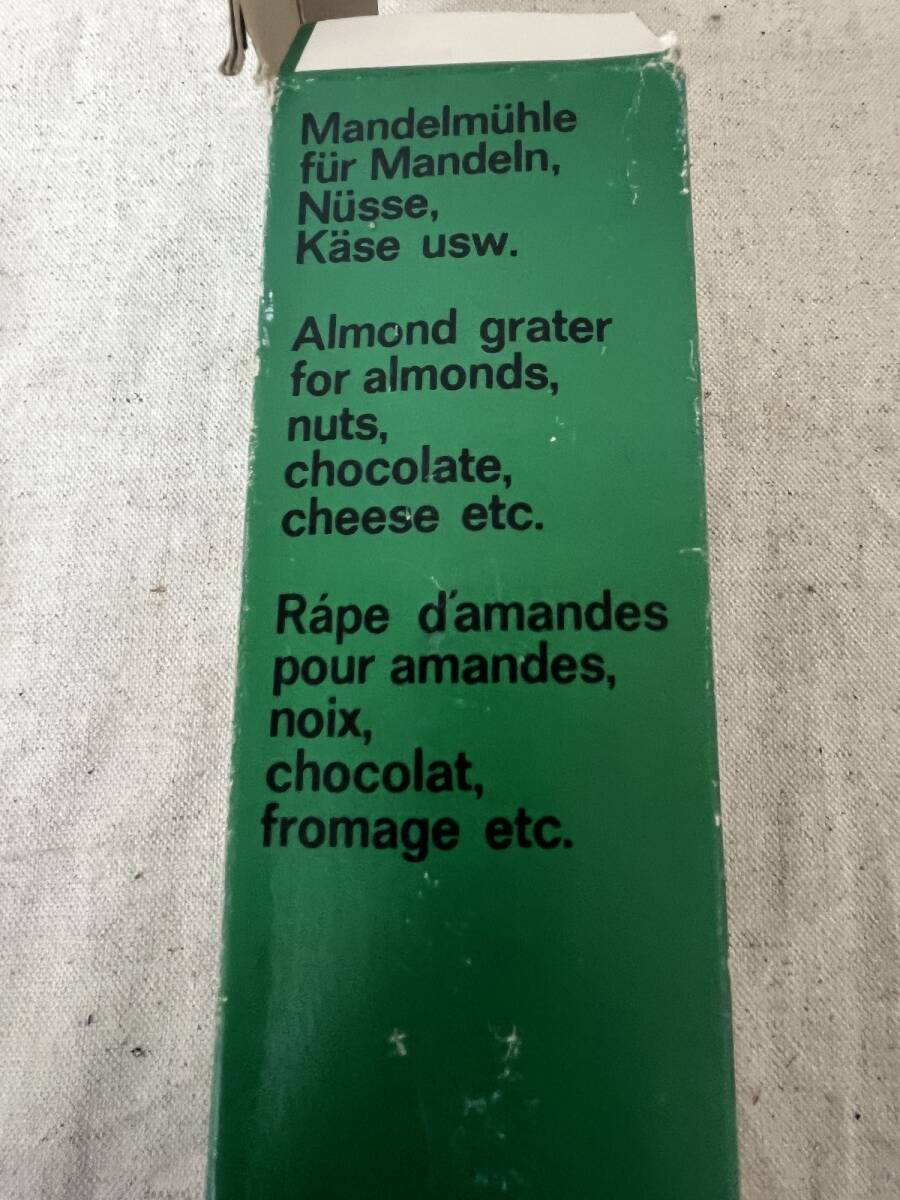 Mandelmühle
für Mandeln,
Nüsse,
Käse usw.
Almond grater
for almonds,
nuts,
chocolate,
cheese etc.
Rápe d´amandes
pour amandes,
noix,
chocolat,
fromage etc.